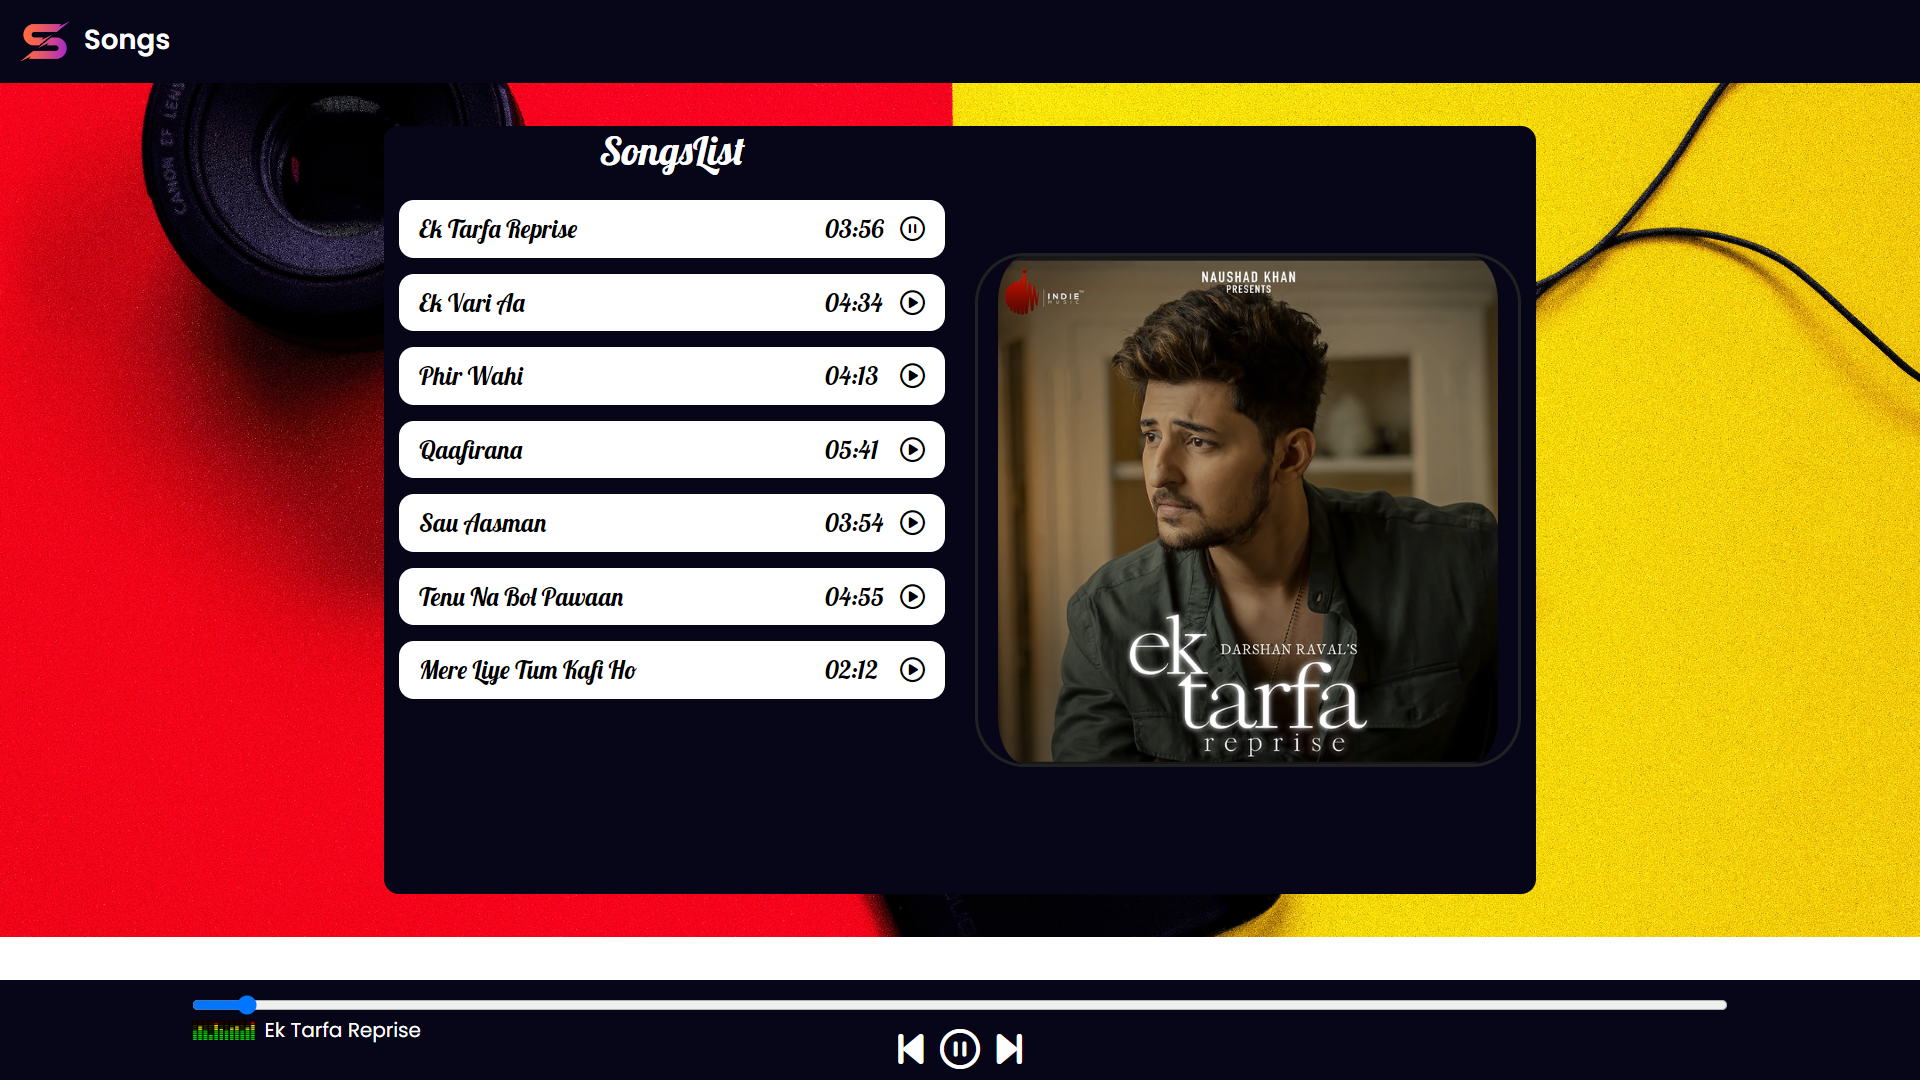 Songs
CANON EF LENS
SongsList
Ek Tarfa Reprise 03:56
Ek Vari Aa 04:34
Phir Wahi 04:13
Qaafirana 05:41
Sau Aasman 03:54
Tenu Na Bol Pawaan 04:55
Mere Liye Tum Kafi Ho 02:12
INDIE
MUSIC
NAUSHAD KHAN
PRESENTS
ek
DARSHAN RAVAL'S
tarfa
reprise
Ek Tarfa Reprise